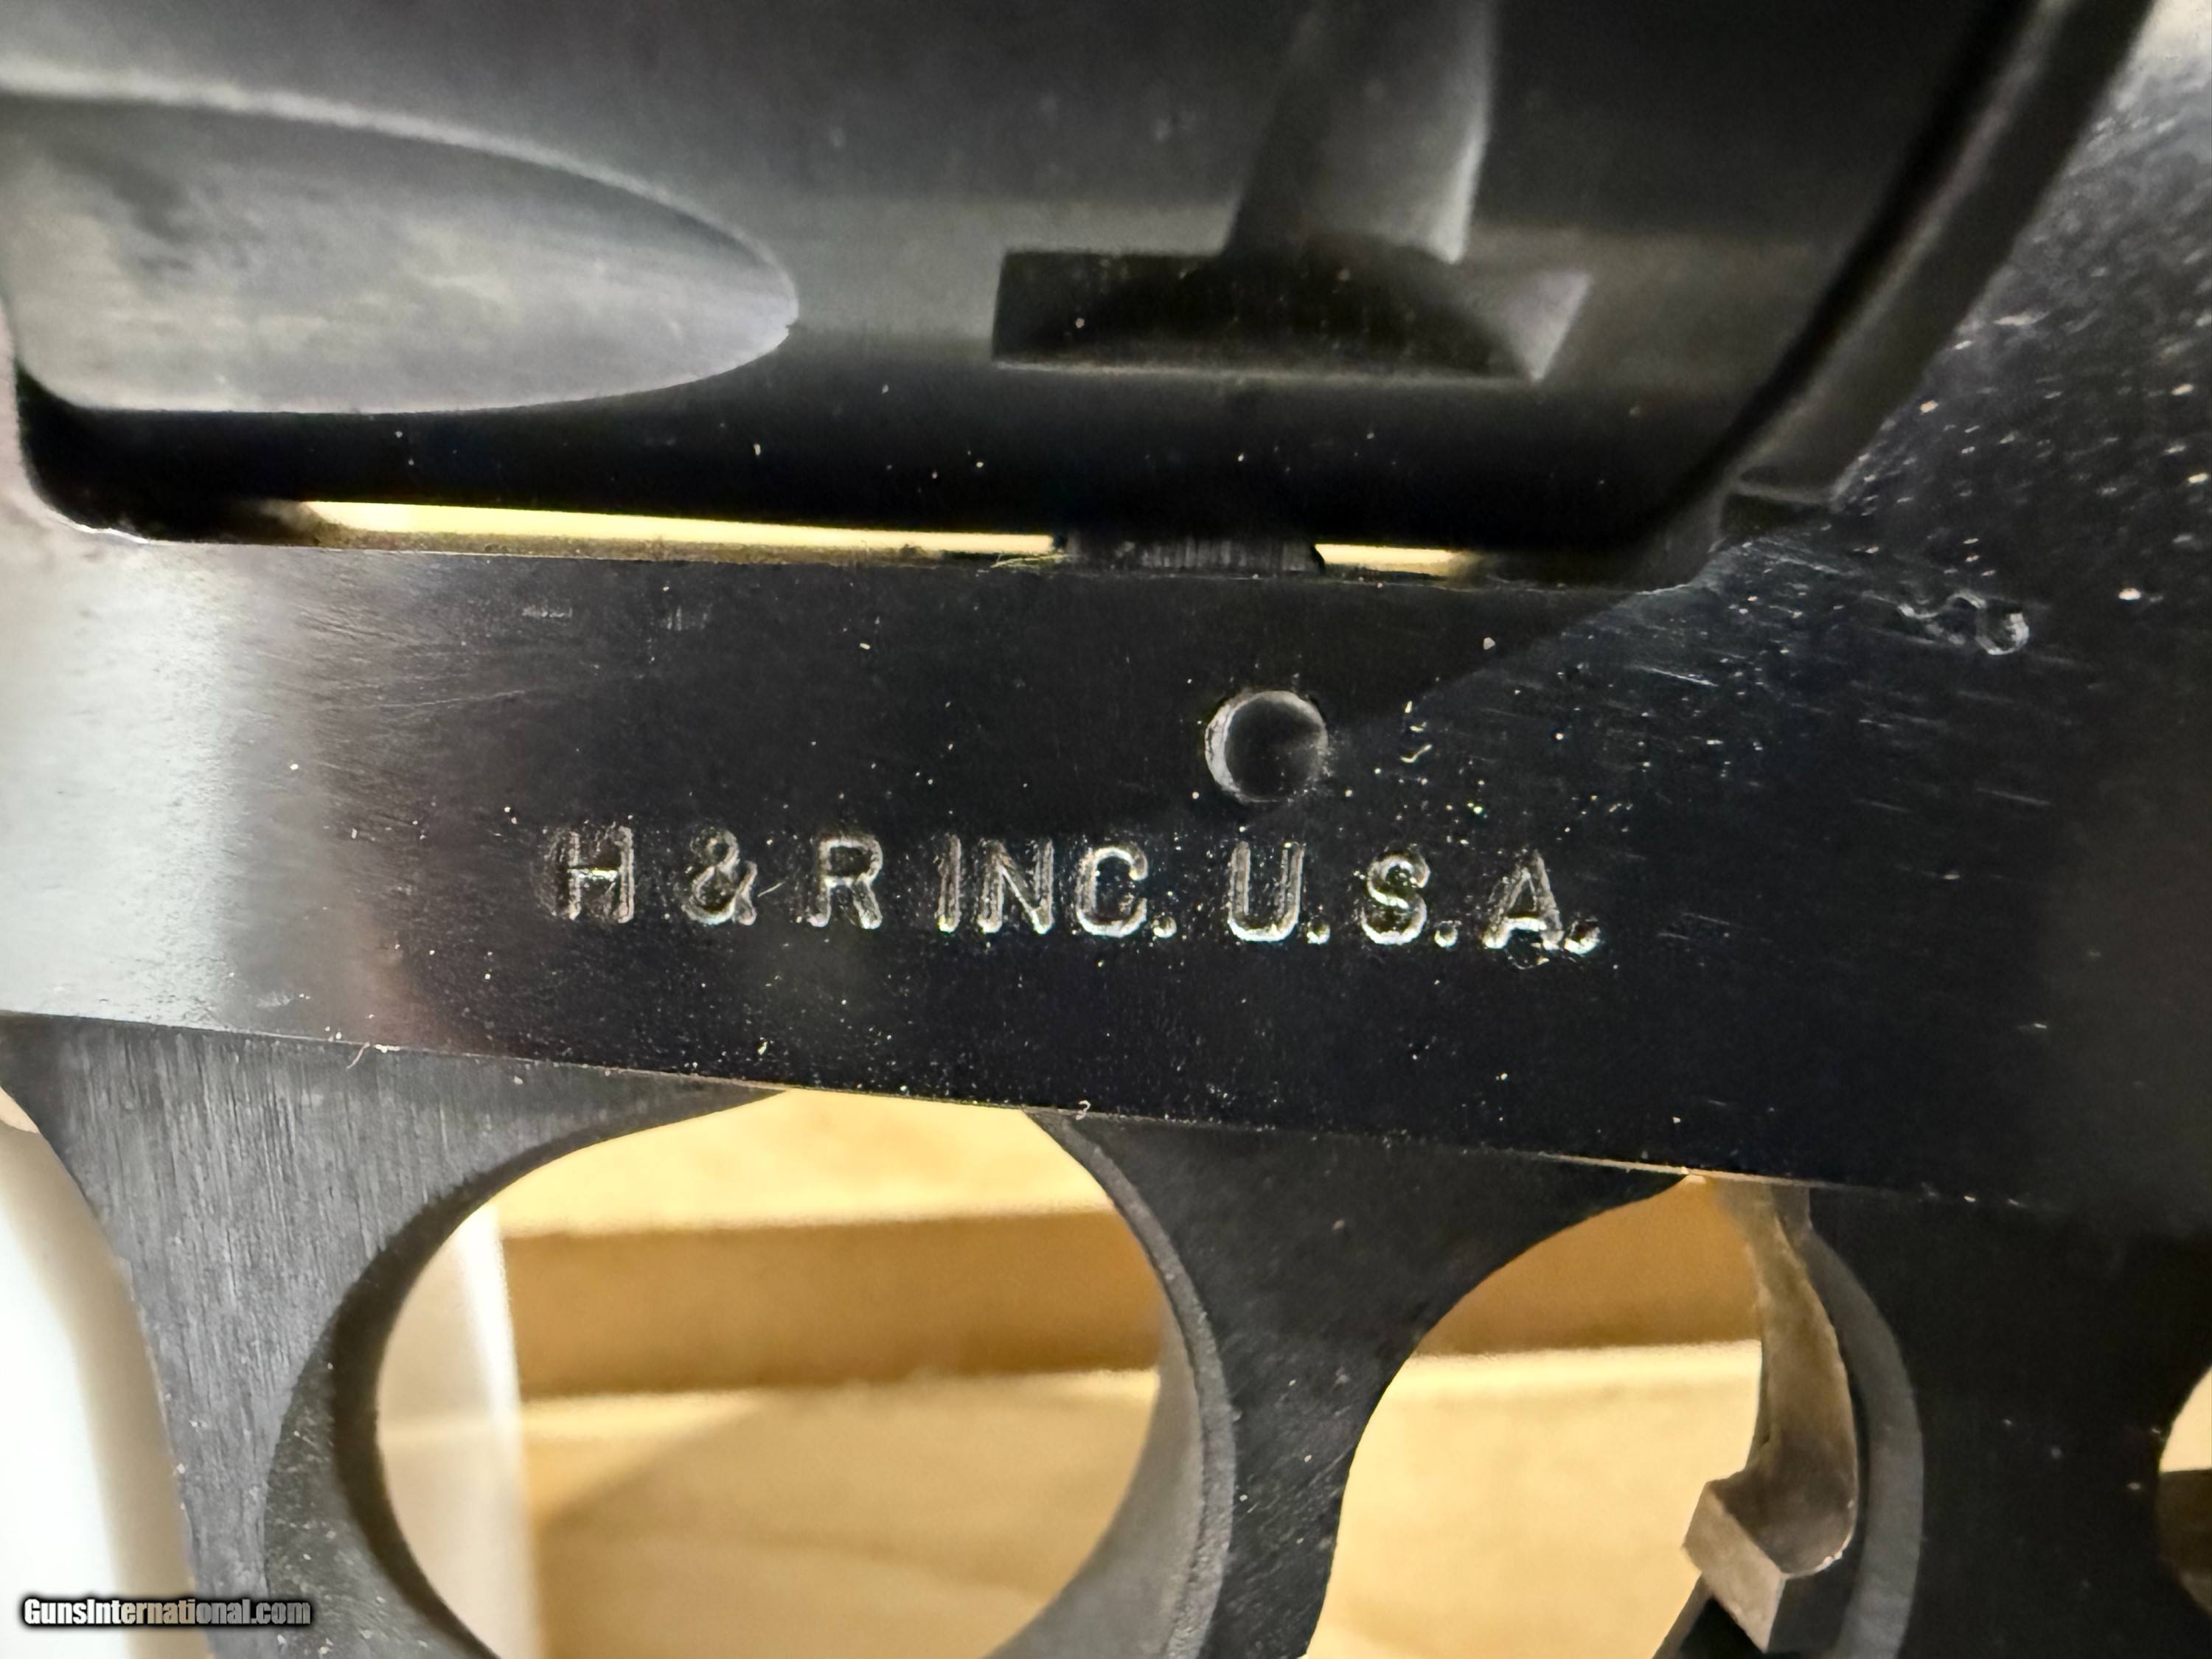 H & R INC. U.S.A.
GunsInternational.com